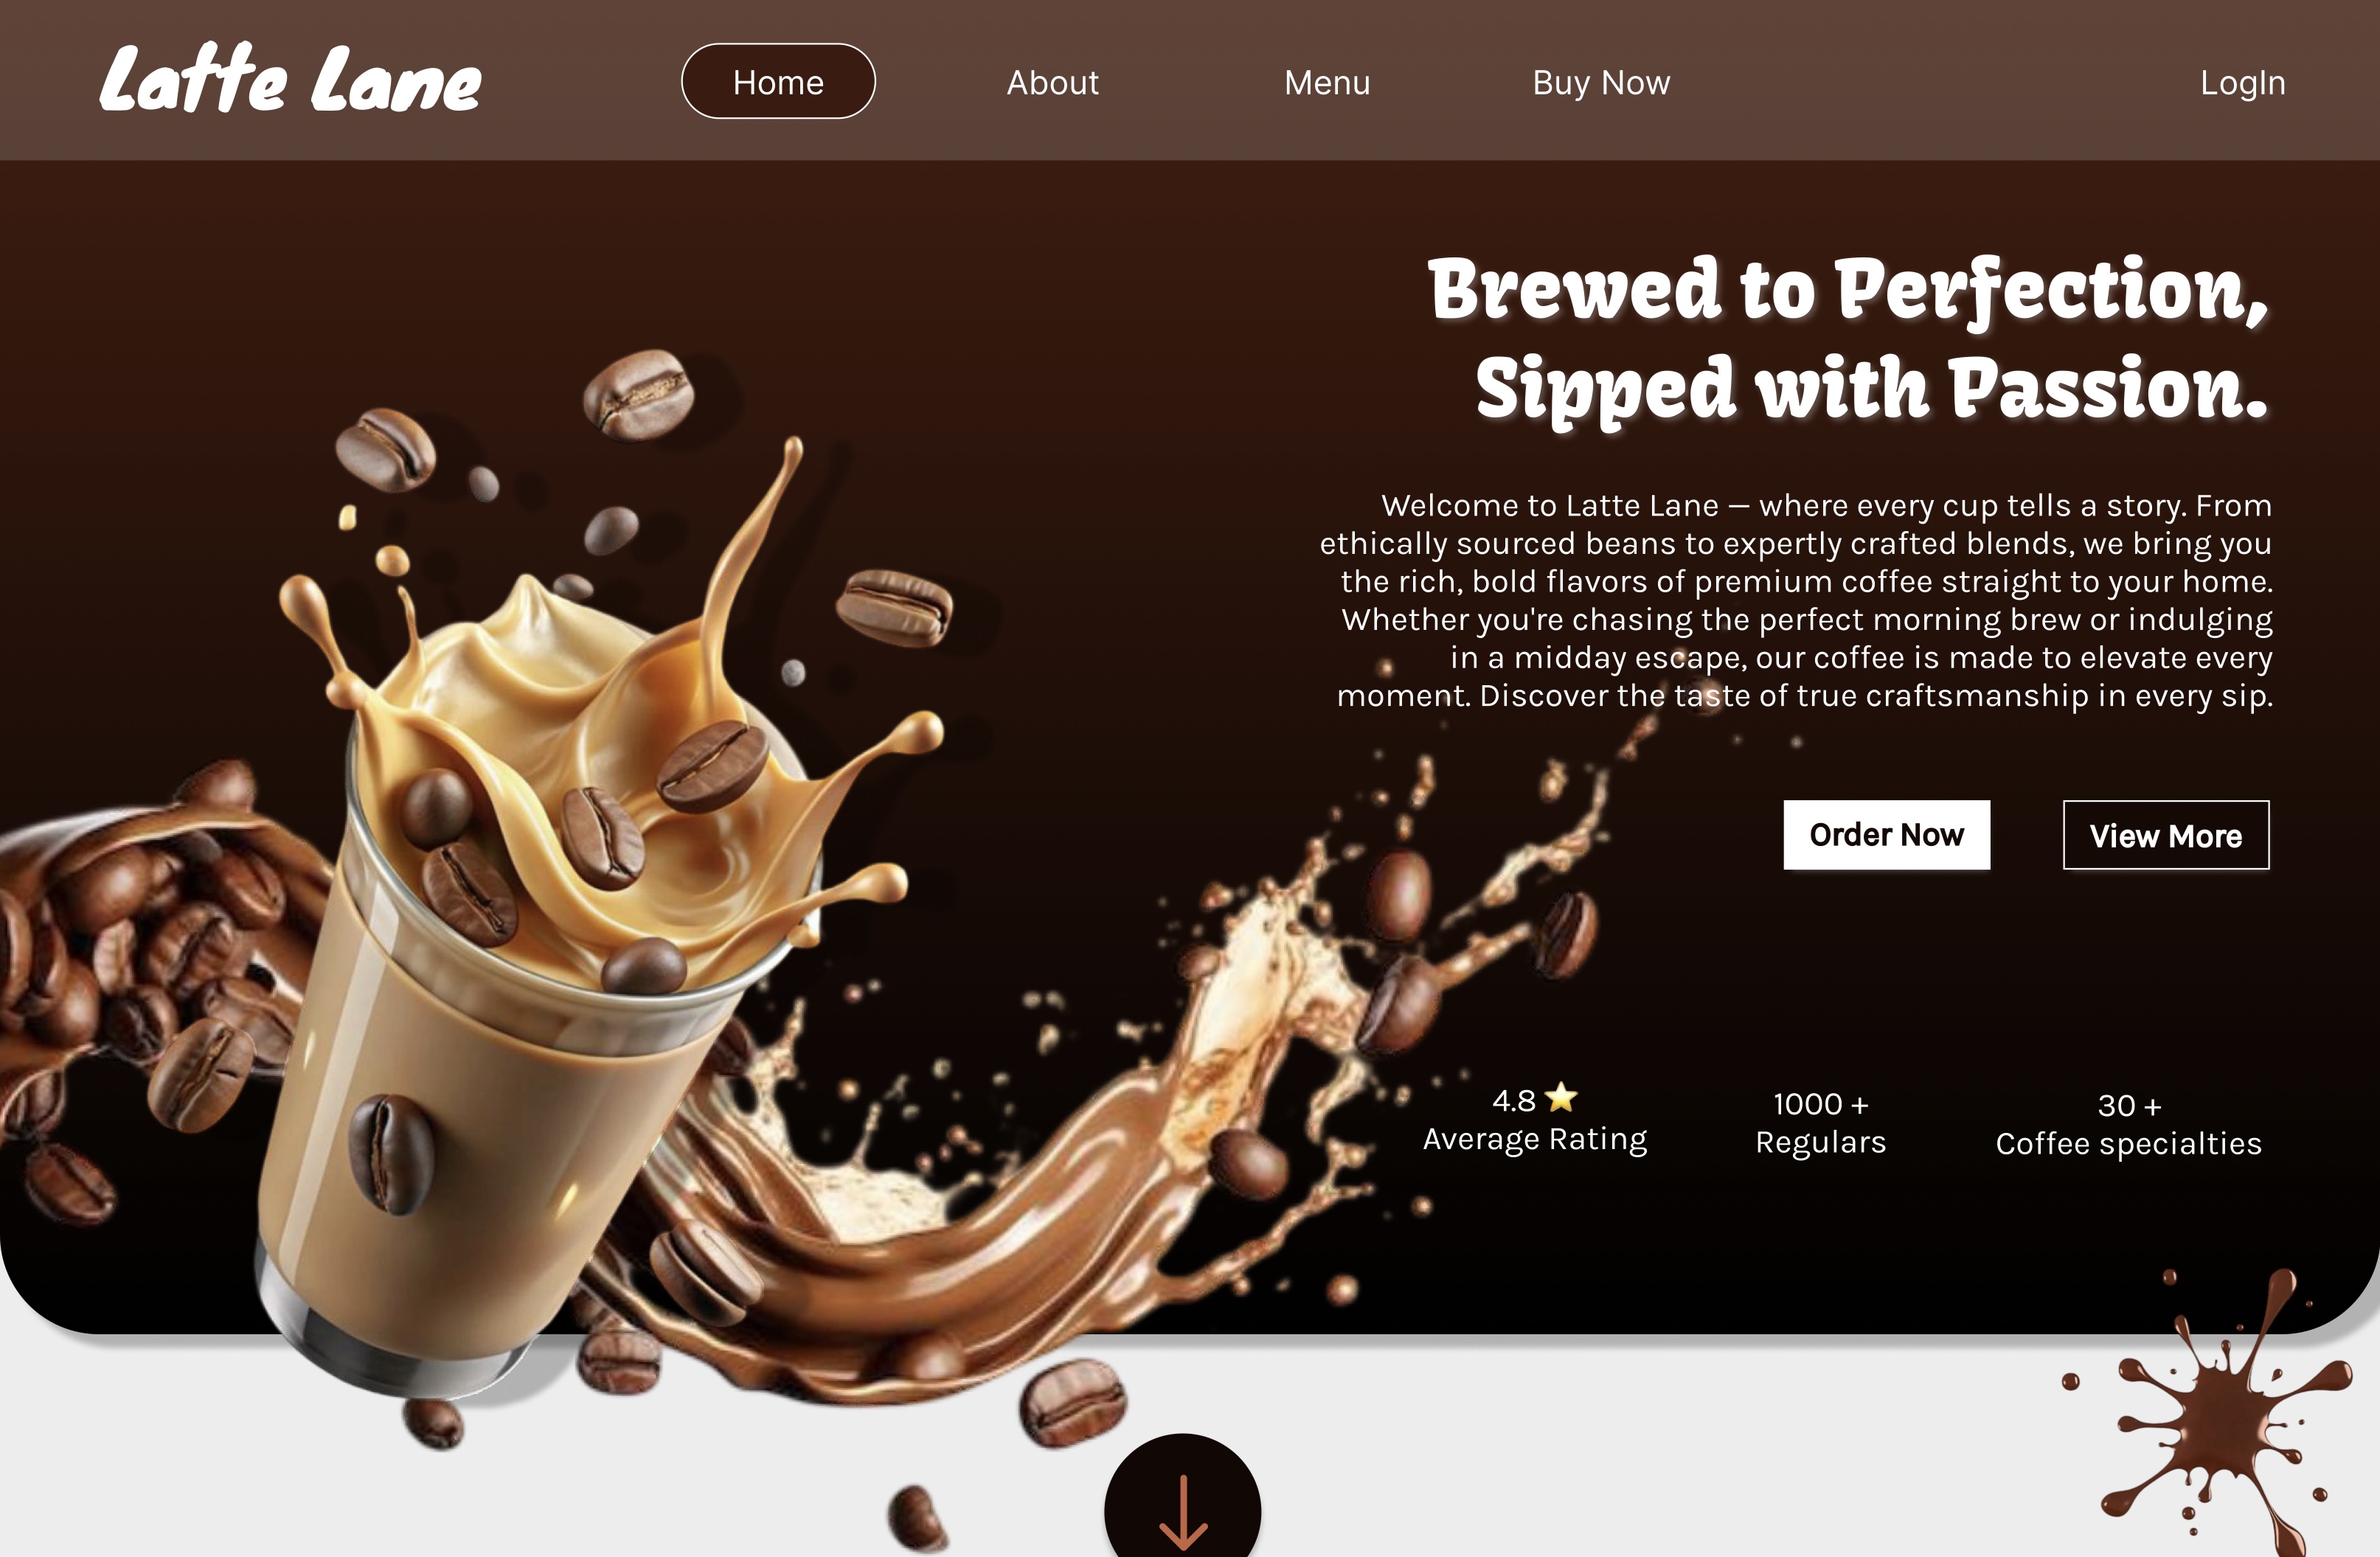 Latte Lane
Home
About
Menu
Buy Now
LogIn
Brewed to Perfection,
Sipped with Passion.
Welcome to Latte Lane — where every cup tells a story. From
ethically sourced beans to expertly crafted blends, we bring you
the rich, bold flavors of premium coffee straight to your home.
Whether you're chasing the perfect morning brew or indulging
in a midday escape, our coffee is made to elevate every
moment. Discover the taste of true craftsmanship in every sip.
Order Now
View More
4.8 ⭐
Average Rating
1000 +
Regulars
30 +
Coffee specialties